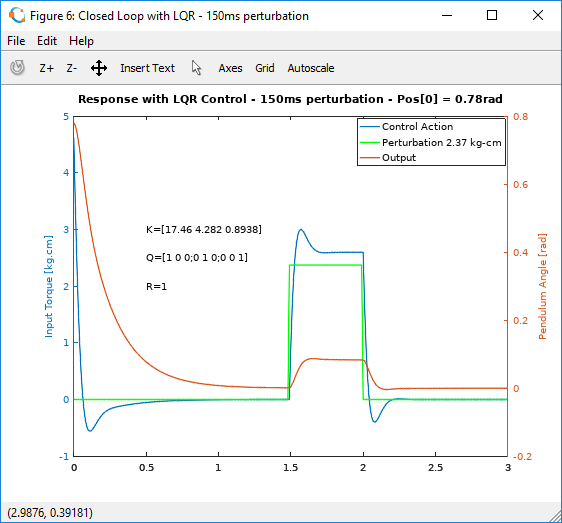 Figure 6: Closed Loop with LQR - 150ms perturbation
File Edit Help
Z+ Z- Insert Text Axes Grid Autoscale
Response with LQR Control - 150ms perturbation - Pos[0] = 0.78rad
Control Action
Perturbation 2.37 kg-cm
Output
K=[17.46 4.282 0.8938]
Q=[1 0 0;0 1 0;0 0 1]
R=1
Input Torque [kg.cm]
5
4
3
2
1
0
-1
Pendulum Angle [rad]
0.8
0.6
0.4
0.2
0
-0.2
0 0.5 1 1.5 2 2.5 3
(2.9876, 0.39181)